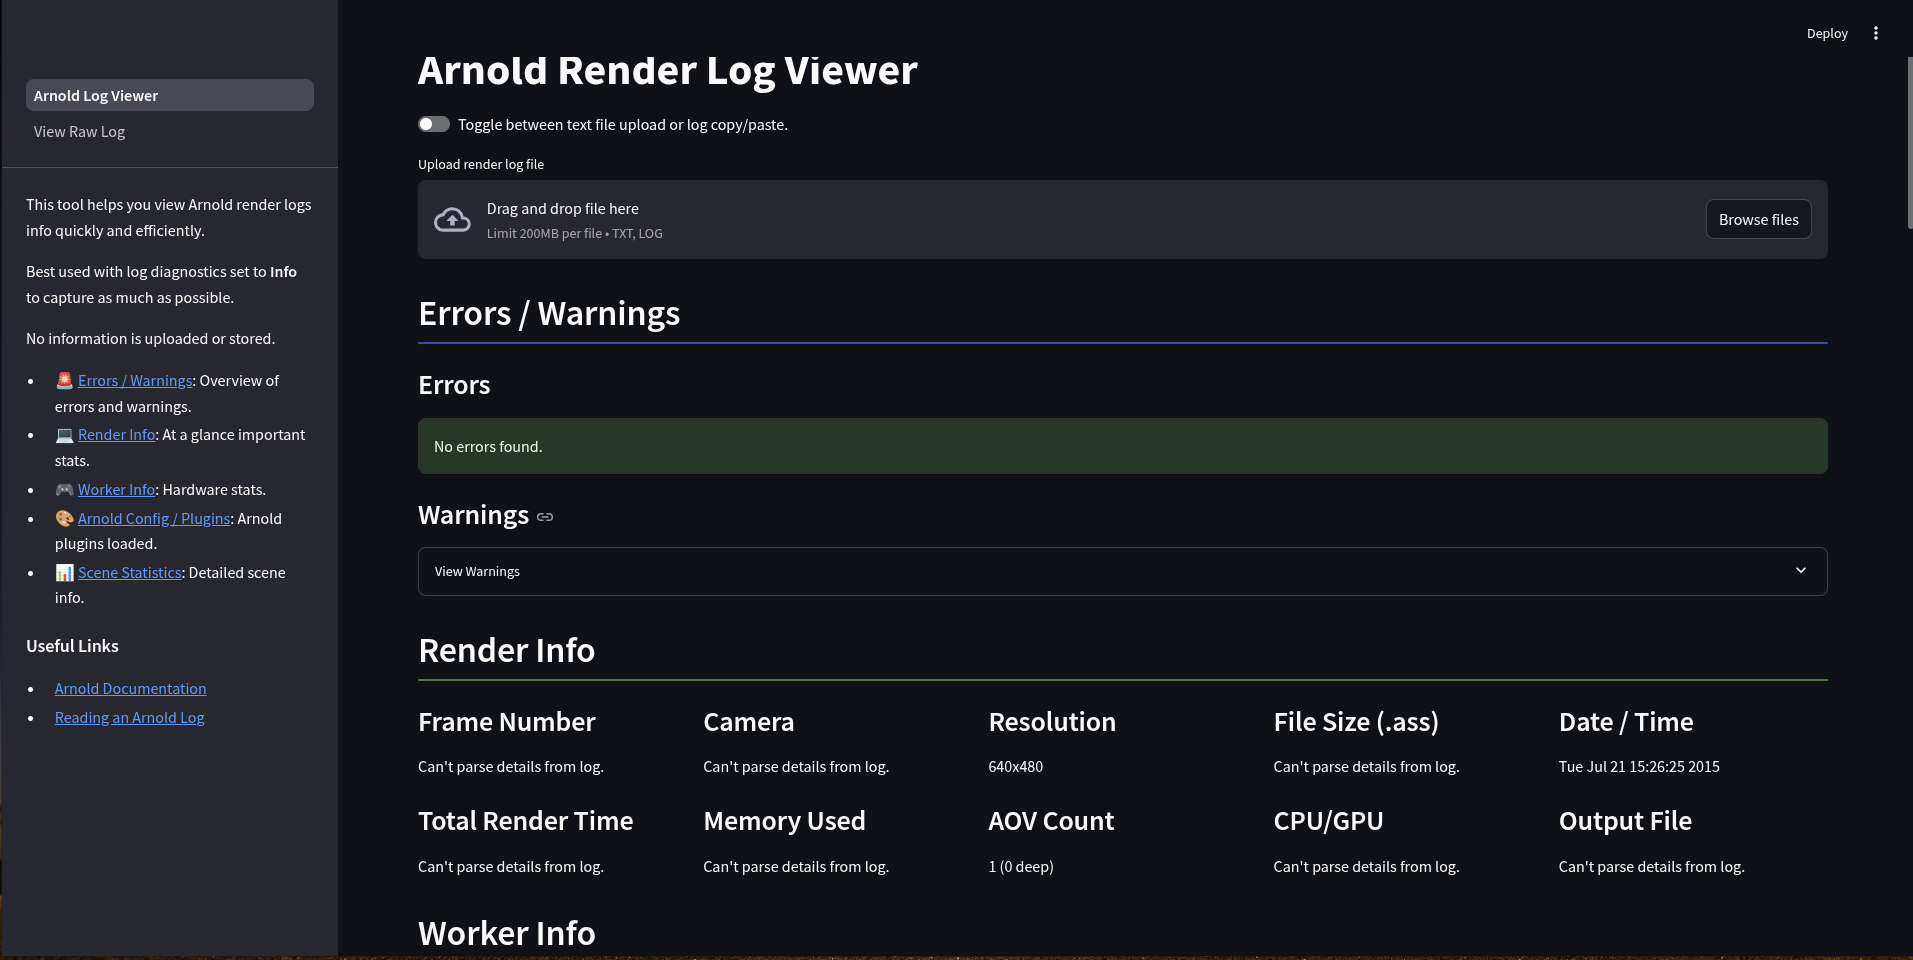 Deploy
Arnold Log Viewer
View Raw Log
This tool helps you view Arnold render logs
info quickly and efficiently.
Best used with log diagnostics set to Info
to capture as much as possible.
No information is uploaded or stored.
• 🚨 Errors / Warnings: Overview of
errors and warnings.
• 💻 Render Info: At a glance important
stats.
• 🎮 Worker Info: Hardware stats.
• 🎨 Arnold Config / Plugins: Arnold
plugins loaded.
• 📊 Scene Statistics: Detailed scene
info.
Useful Links
• Arnold Documentation
• Reading an Arnold Log
Arnold Render Log Viewer
Toggle between text file upload or log copy/paste.
Upload render log file
Drag and drop file here
Limit 200MB per file • TXT, LOG
Browse files
Errors / Warnings
Errors
No errors found.
Warnings
View Warnings
Render Info
Frame Number Camera Resolution File Size (.ass) Date / Time
Can't parse details from log. Can't parse details from log. 640x480 Can't parse details from log. Tue Jul 21 15:26:25 2015
Total Render Time Memory Used AOV Count CPU/GPU Output File
Can't parse details from log. Can't parse details from log. 1 (0 deep) Can't parse details from log. Can't parse details from log.
Worker Info